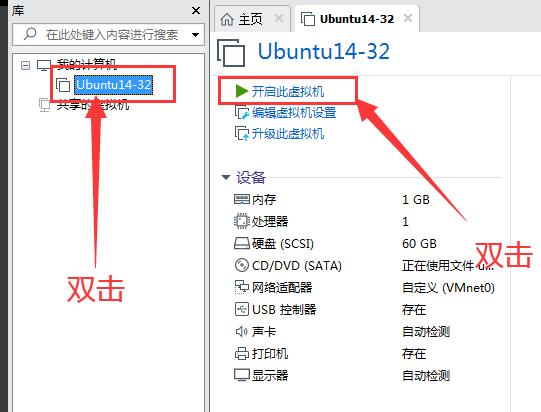 库
在此处键入内容进行搜索
我的计算机
Ubuntu14-32
共享的虚拟机
双击
主页
Ubuntu14-32
Ubuntu14-32
开启此虚拟机
编辑虚拟机设置
升级此虚拟机
双击
设备
内存 1 GB
处理器 1
硬盘 (SCSI) 60 GB
CD/DVD (SATA) 正在使用文件 u...
网络适配器 自定义 (VMnet0)
USB 控制器 存在
声卡 自动检测
打印机 存在
显示器 自动检测